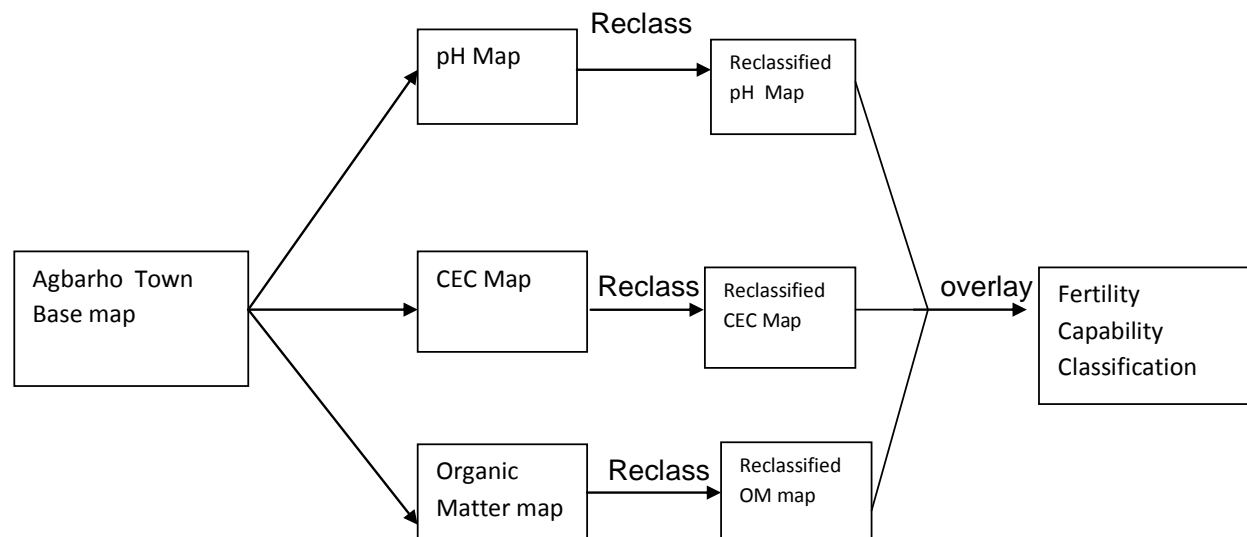 Reclass
pH Map
Reclassified
pH Map
Agbarho Town
Base map
CEC Map
Reclass
Reclassified
CEC Map
overlay
Fertility
Capability
Classification
Organic
Matter map
Reclass
Reclassified
OM map